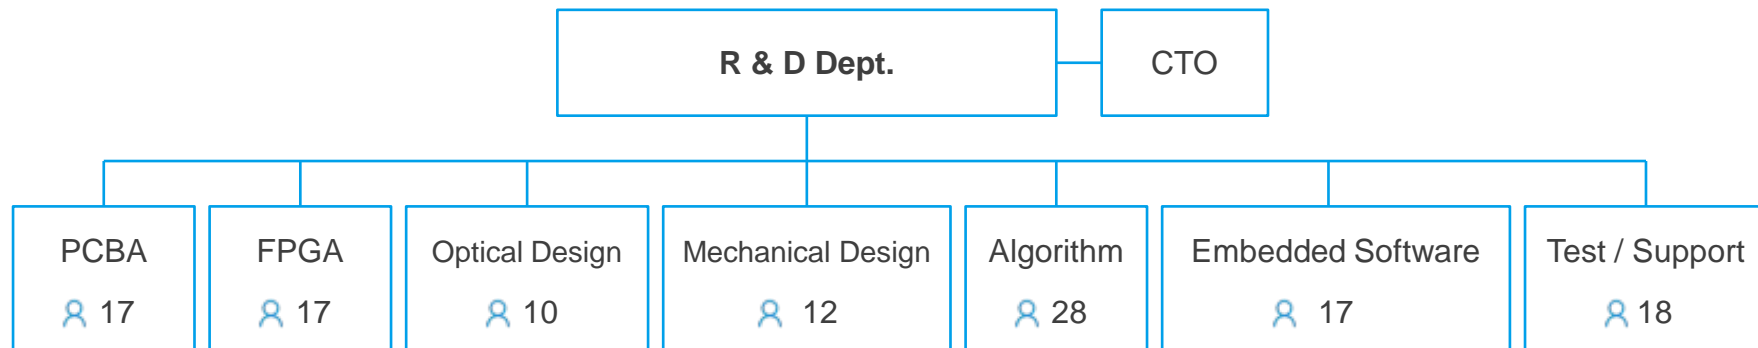 R & D Dept.
CTO
PCBA
17
FPGA
17
Optical Design
10
Mechanical Design
12
Algorithm
28
Embedded Software
17
Test / Support
18